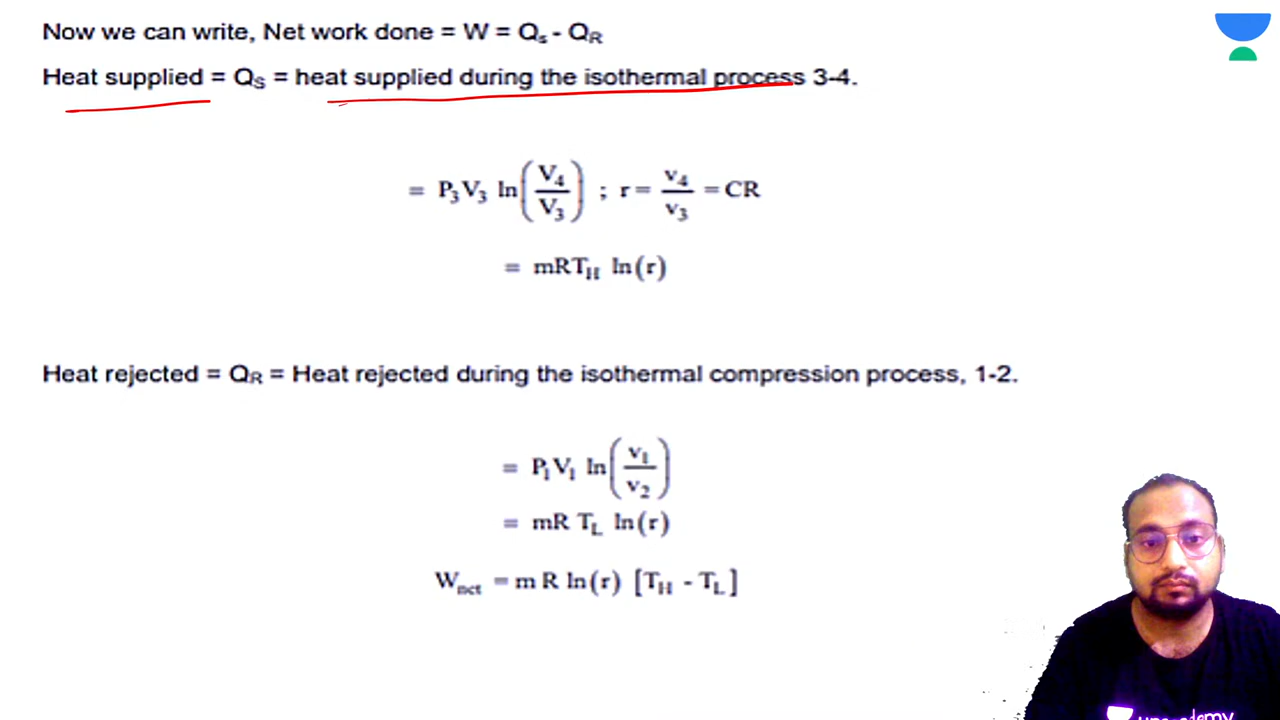 Now we can write, Net work done = W = Qs - QR
Heat supplied = QS = heat supplied during the isothermal process 3-4.
= P3V3 ln(V4/V3) ; r = v4/v3 = CR
= mRTH ln(r)
Heat rejected = QR = Heat rejected during the isothermal compression process, 1-2.
= P1V1 ln(v1/v2)
= mR TL ln(r)
Wnet = m R ln(r) [TH - TL]